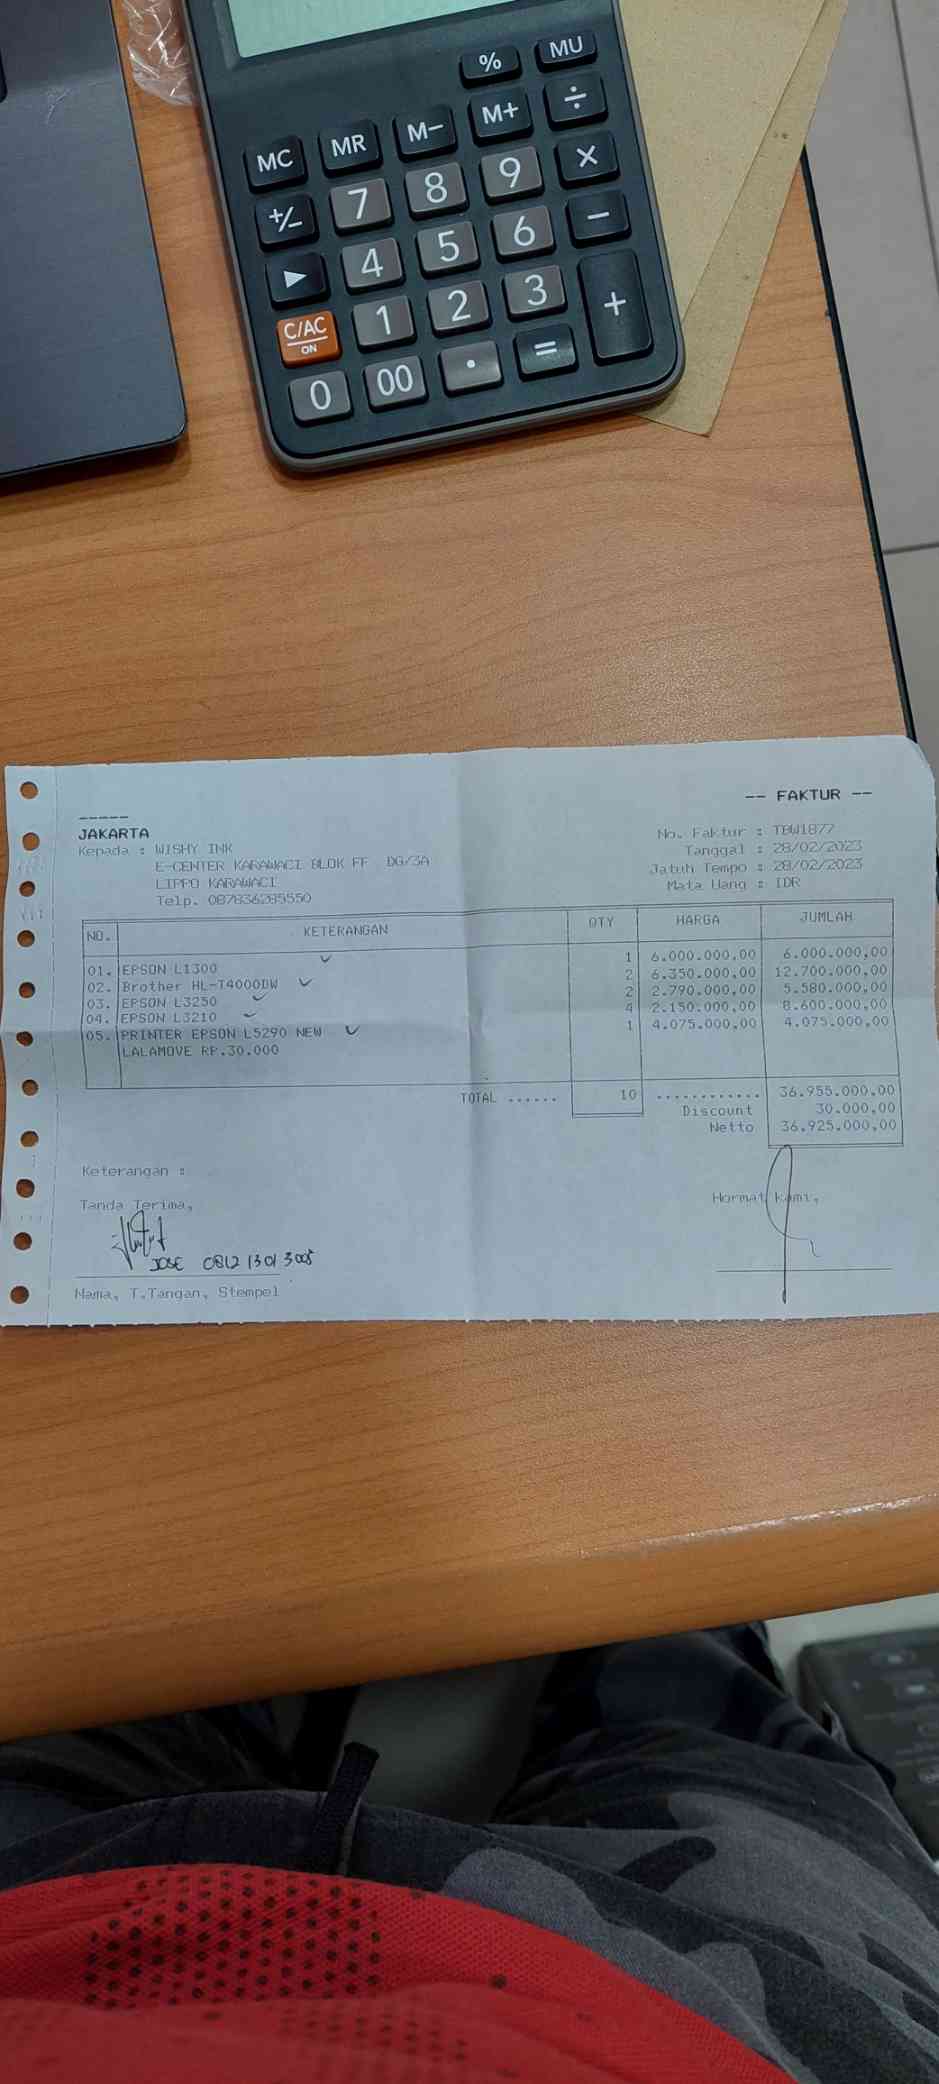 % MU
MC MR M− M+ ÷
+/− 7 8 9 ×
▶ 4 5 6 −
C/AC ON 1 2 3 +
0 00 . =
-- FAKTUR --
-----
JAKARTA
Kepada : WISHY INK
E-CENTER KARAWACI BLOK FF DG/3A
LIPPO KARAWACI
Telp. 087836285550
No. Faktur : TBW1877
Tanggal : 28/02/2023
Jatuh Tempo : 28/02/2023
Mata Uang : IDR
NO. KETERANGAN QTY HARGA JUMLAH
01. EPSON L1300 1 6.000.000,00 6.000.000,00
02. Brother HL-T4000DW 2 6.350.000,00 12.700.000,00
03. EPSON L3250 2 2.790.000,00 5.580.000,00
04. EPSON L3210 4 2.150.000,00 8.600.000,00
05. PRINTER EPSON L5290 NEW 1 4.075.000,00 4.075.000,00
LALAMOVE RP.30.000
TOTAL ...... 10 ............ 36.955.000,00
Discount 30.000,00
Netto 36.925.000,00
Keterangan :
Tanda Terima,
Hormat kami,
JOSE 0812 1301 3005
Nama, T.Tangan, Stempel